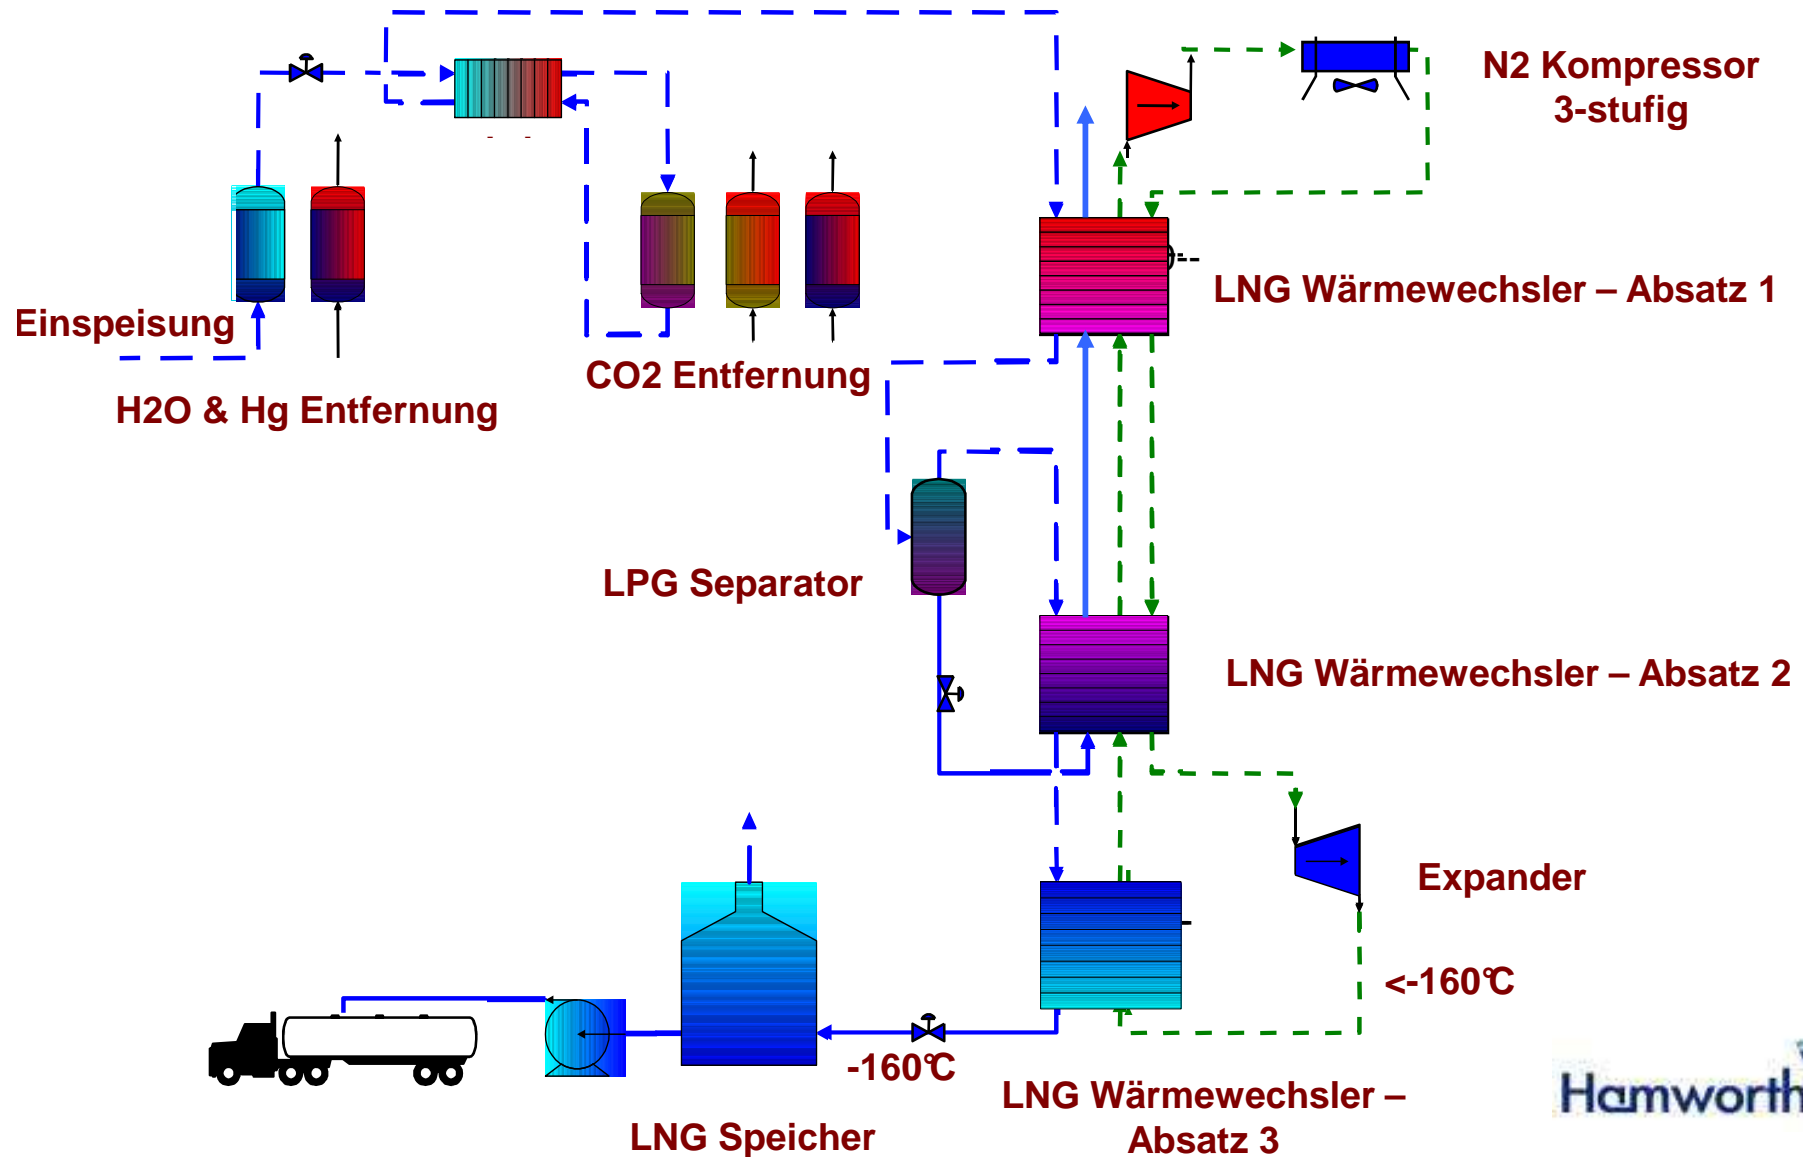 N2 Kompressor
3-stufig
LNG Wärmewechsler – Absatz 1
Einspeisung
CO2 Entfernung
H2O & Hg Entfernung
LPG Separator
LNG Wärmewechsler – Absatz 2
Expander
<-160°C
-160°C
LNG Wärmewechsler –
Absatz 3
LNG Speicher
Hamworth